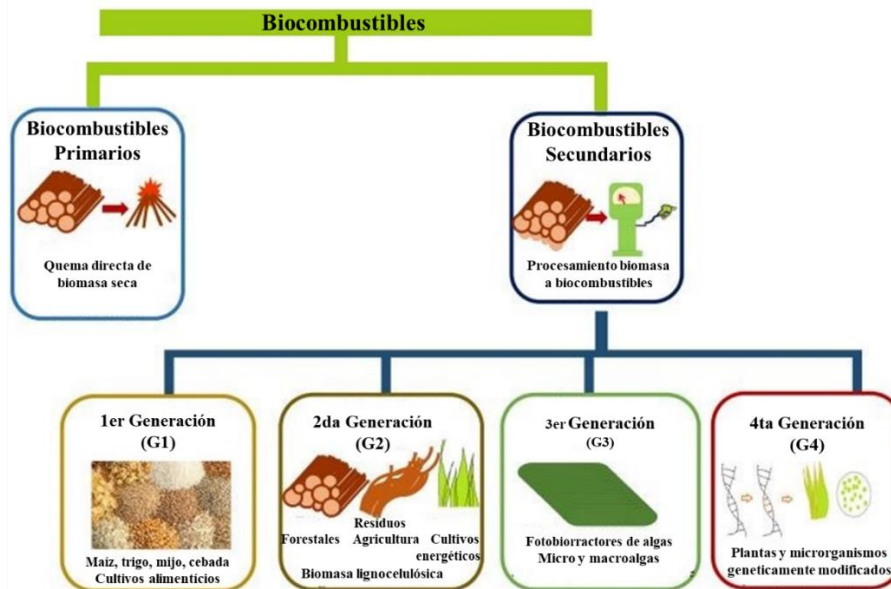 Biocombustibles
Biocombustibles
Primarios
Quema directa de
biomasa seca
Biocombustibles
Secundarios
Procesamiento biomasa
a biocombustibles
1er Generación
(G1)
Maíz, trigo, mijo, cebada
Cultivos alimenticios
2da Generación
(G2)
Residuos
Forestales Agricultura Cultivos
energéticos
Biomasa lignocelulósica
3er Generación
(G3)
Fotobiorractores de algas
Micro y macroalgas
4ta Generación
(G4)
Plantas y microrganismos
geneticamente modificados